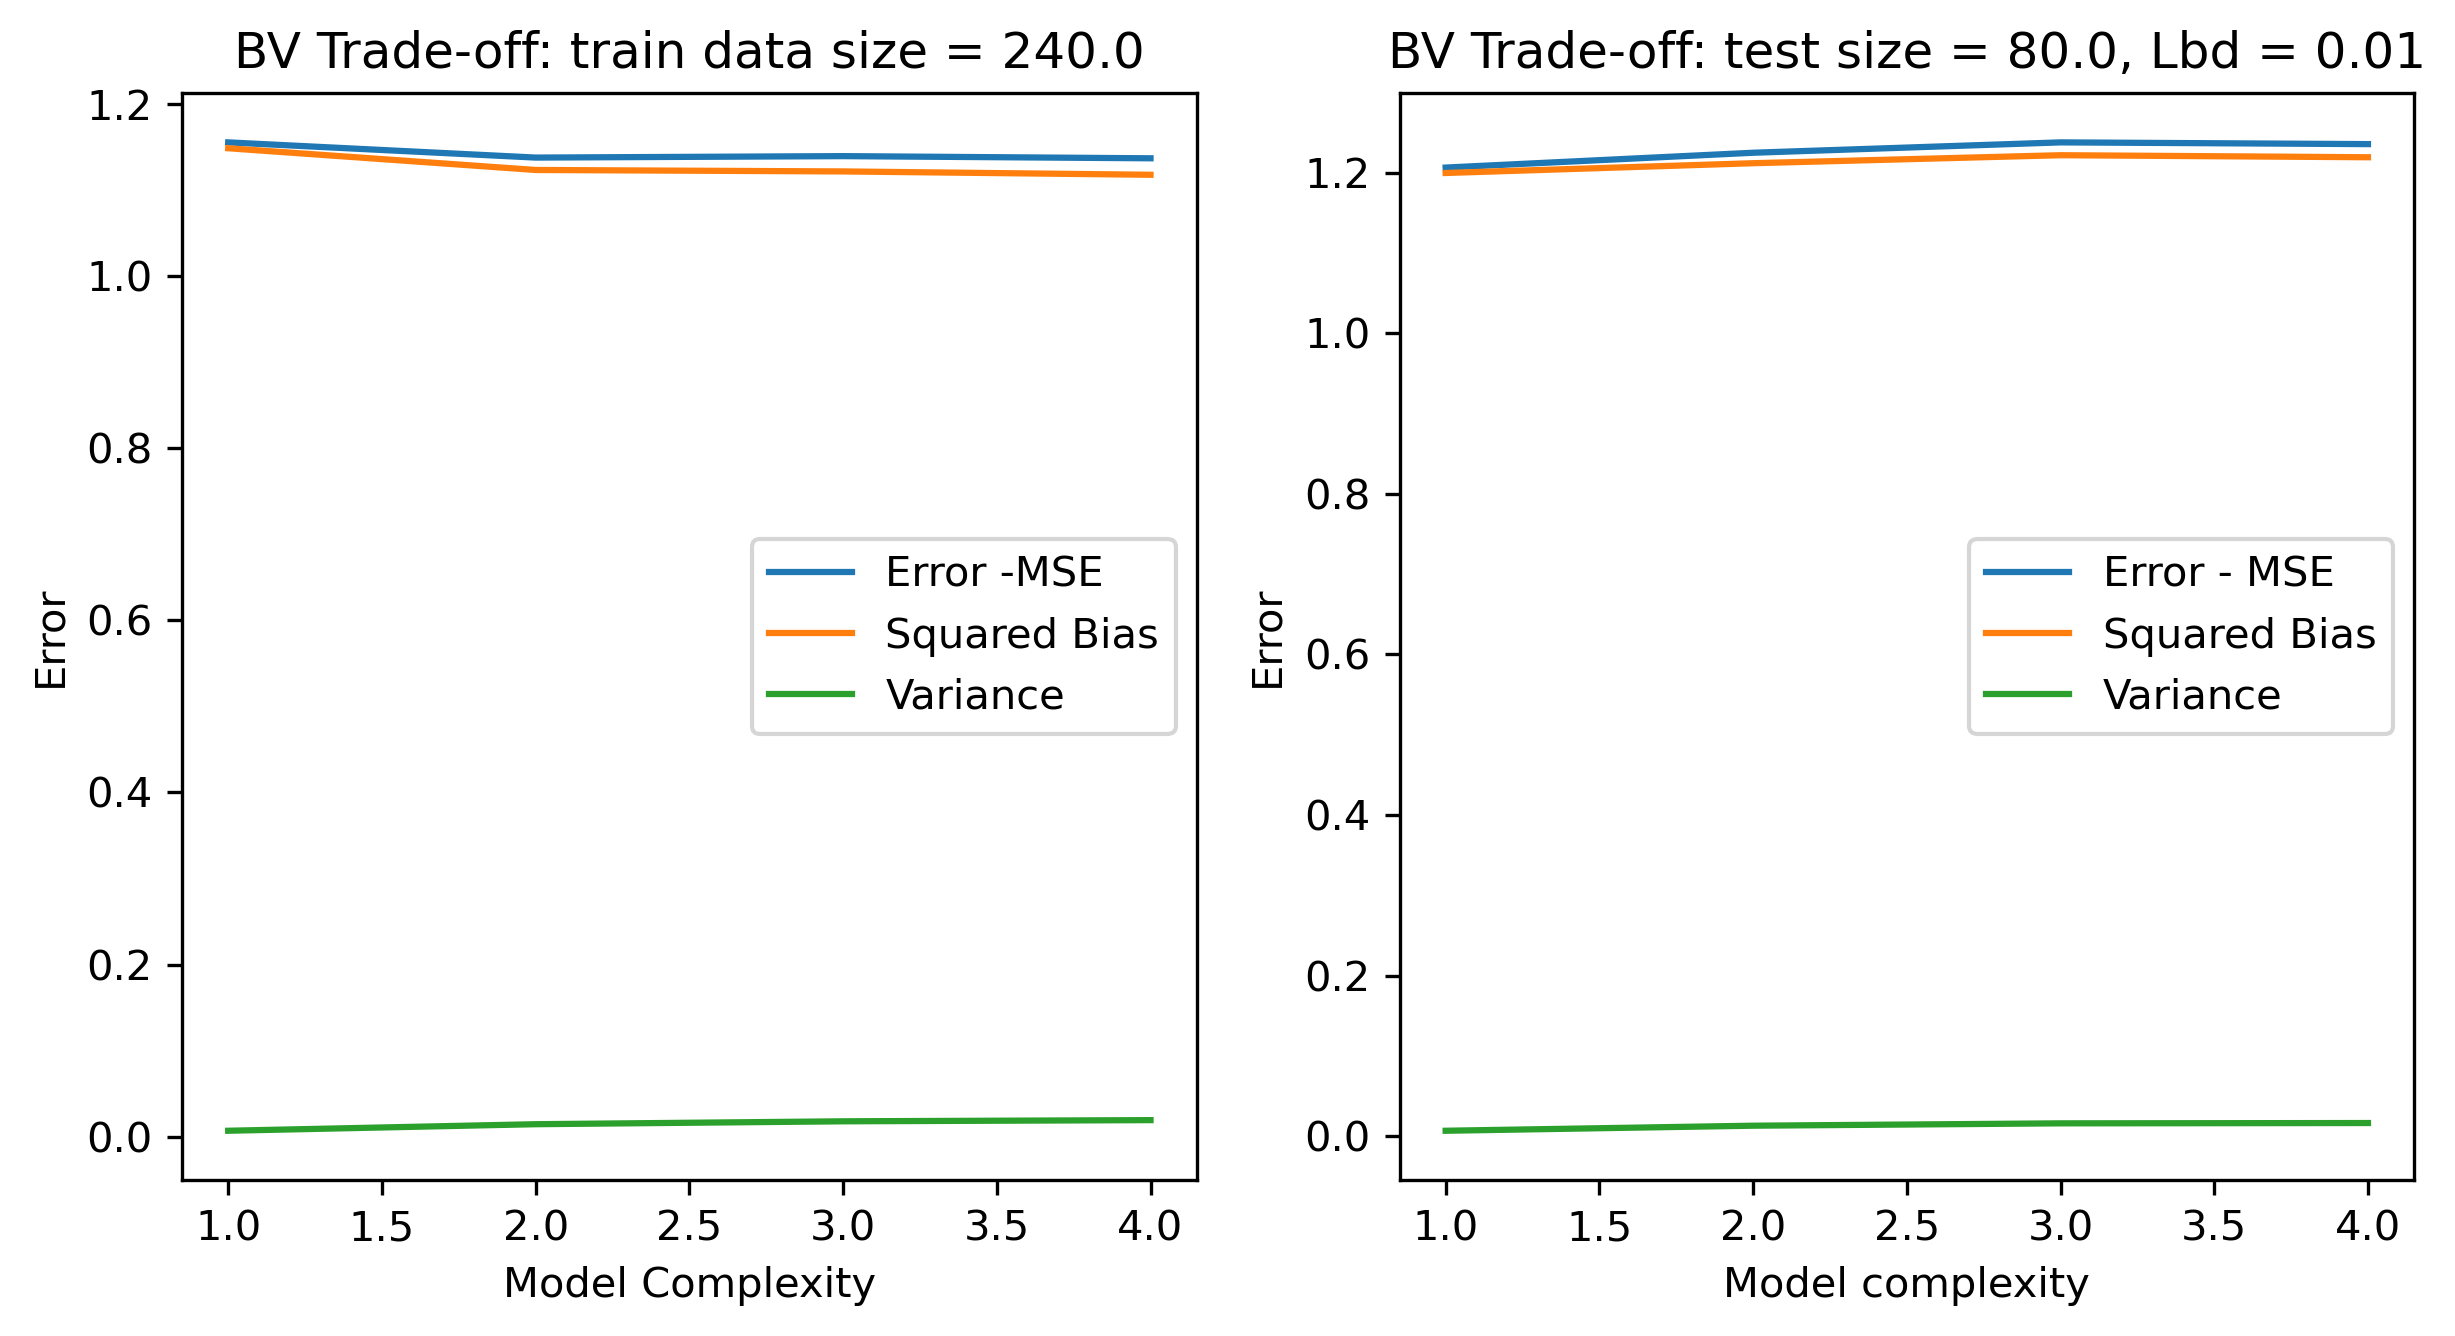 BV Trade-off: train data size = 240.0
1.2
1.0
0.8
0.6
0.4
0.2
0.0
Error
Error -MSE
Squared Bias
Variance
1.0 1.5 2.0 2.5 3.0 3.5 4.0
Model Complexity
BV Trade-off: test size = 80.0, Lbd = 0.01
1.2
1.0
0.8
0.6
0.4
0.2
0.0
Error
Error - MSE
Squared Bias
Variance
1.0 1.5 2.0 2.5 3.0 3.5 4.0
Model complexity